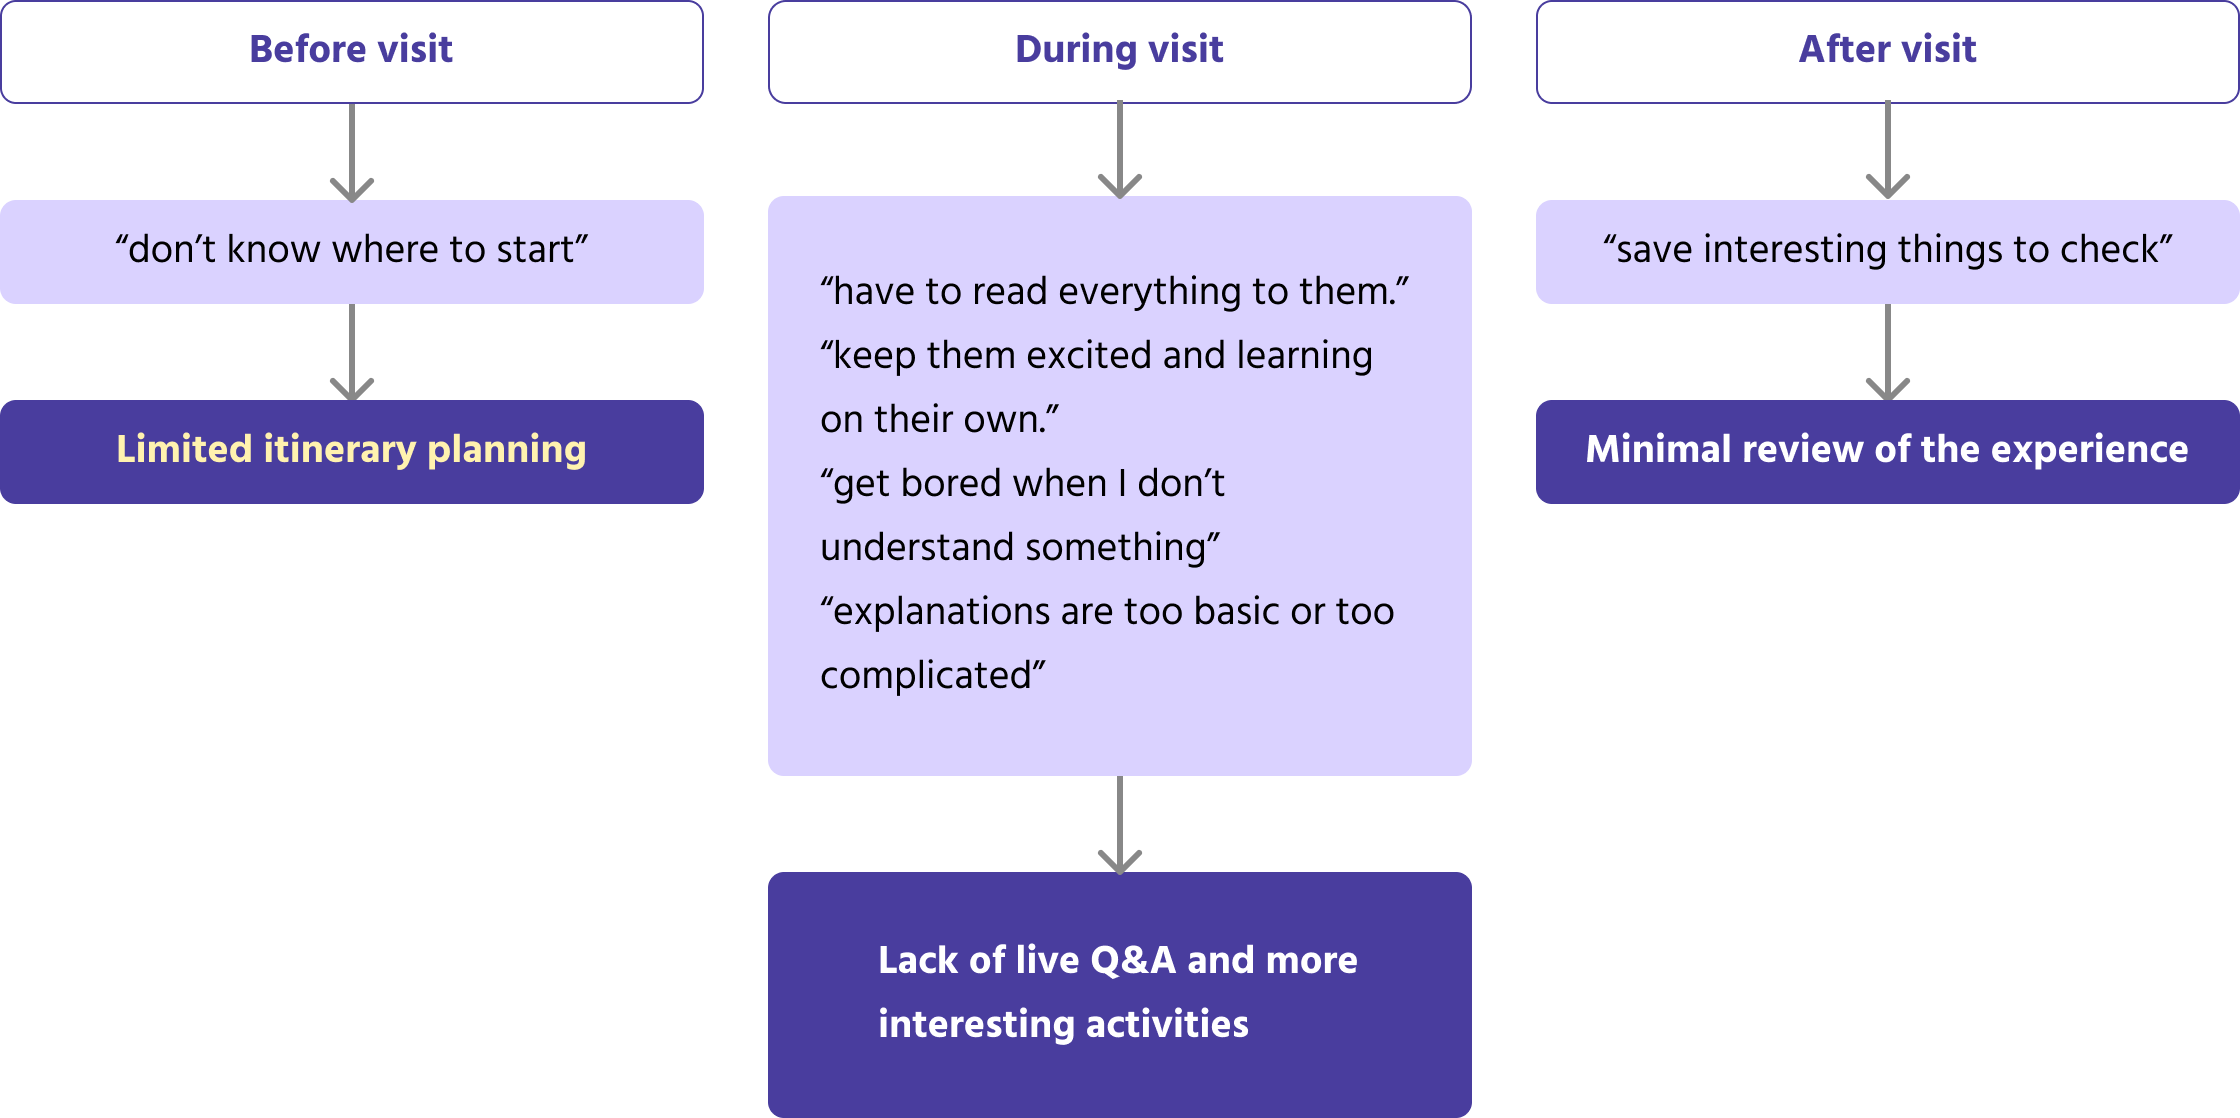 Before visit
“don’t know where to start”
Limited itinerary planning
During visit
“have to read everything to them.”
“keep them excited and learning
on their own.”
“get bored when I don’t
understand something”
“explanations are too basic or too
complicated”
Lack of live Q&A and more
interesting activities
After visit
“save interesting things to check”
Minimal review of the experience